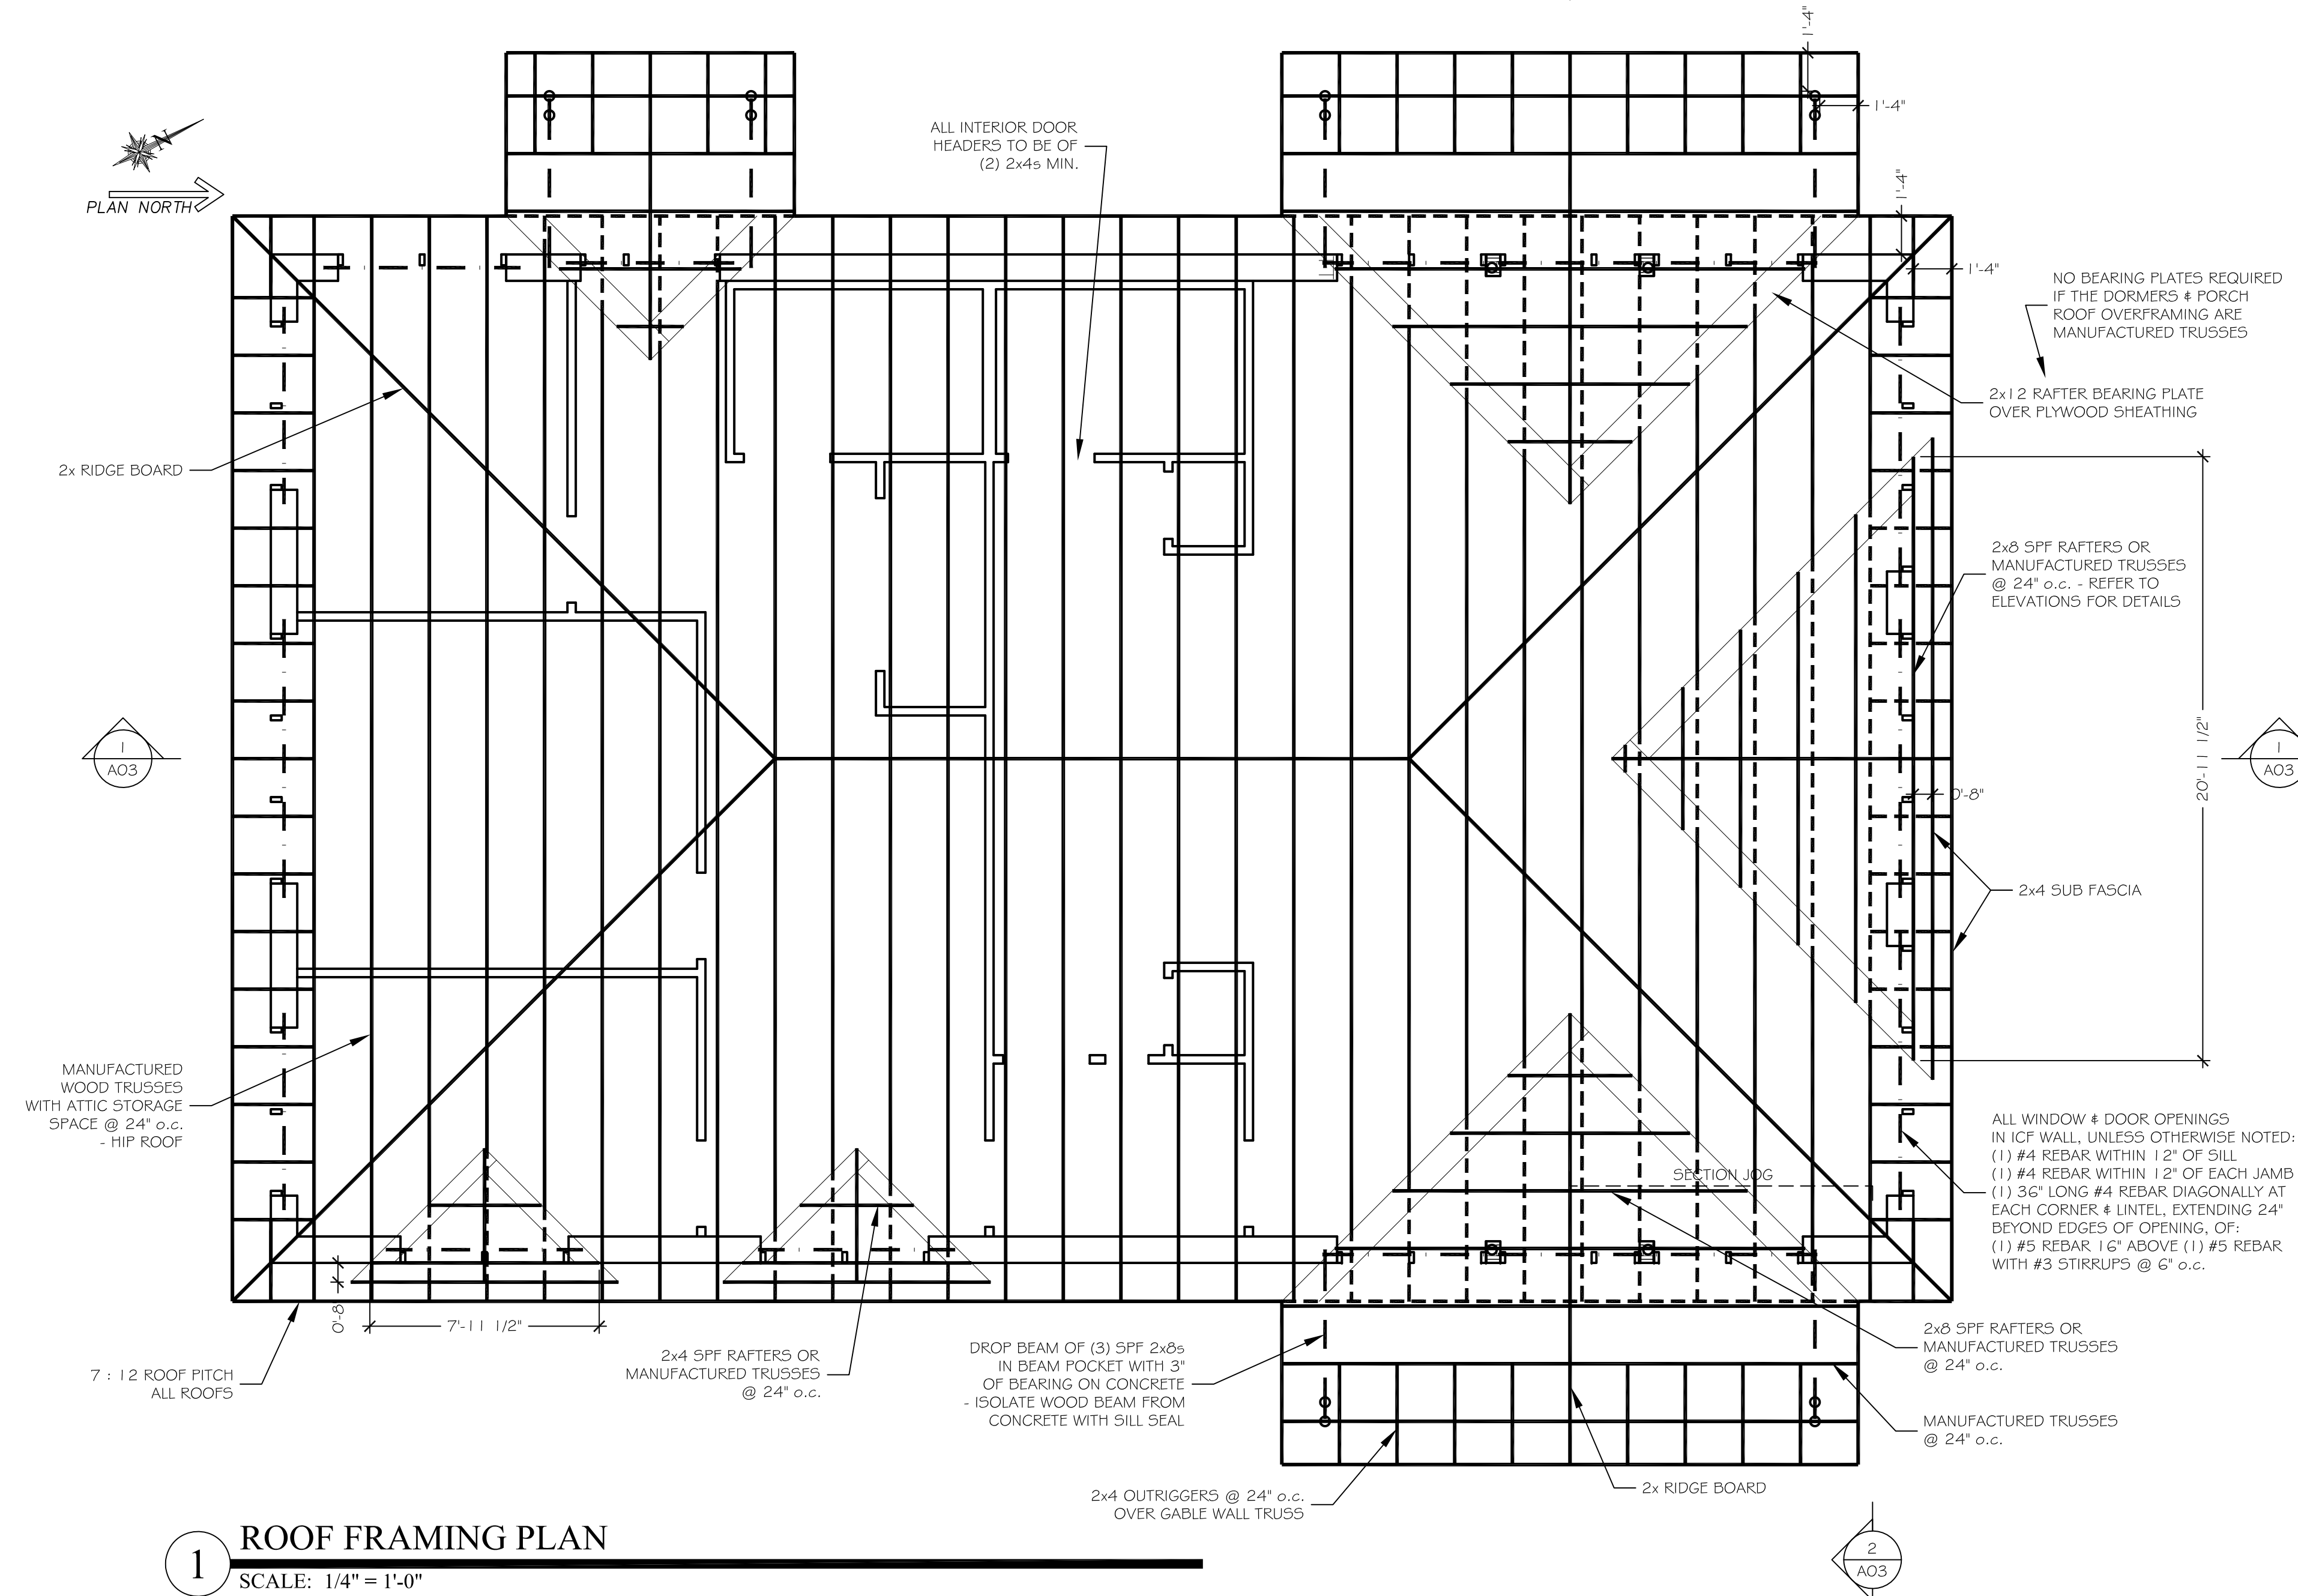 1'-4"
1'-4"
ALL INTERIOR DOOR
HEADERS TO BE OF
(2) 2x4s MIN.
N
PLAN NORTH
1'-4"
1'-4"
NO BEARING PLATES REQUIRED
IF THE DORMERS & PORCH
ROOF OVERFRAMING ARE
MANUFACTURED TRUSSES
2x12 RAFTER BEARING PLATE
OVER PLYWOOD SHEATHING
2x RIDGE BOARD
2x8 SPF RAFTERS OR
MANUFACTURED TRUSSES
@ 24" o.c. - REFER TO
ELEVATIONS FOR DETAILS
1
A03
20'-11 1/2"
1
A03
0'-8"
2x4 SUB FASCIA
MANUFACTURED
WOOD TRUSSES
WITH ATTIC STORAGE
SPACE @ 24" o.c.
- HIP ROOF
ALL WINDOW & DOOR OPENINGS
IN ICF WALL, UNLESS OTHERWISE NOTED:
(1) #4 REBAR WITHIN 12" OF SILL
(1) #4 REBAR WITHIN 12" OF EACH JAMB
(1) 36" LONG #4 REBAR DIAGONALLY AT
EACH CORNER & LINTEL, EXTENDING 24"
BEYOND EDGES OF OPENING, OF:
(1) #5 REBAR 16" ABOVE (1) #5 REBAR
WITH #3 STIRRUPS @ 6" o.c.
SECTION JOG
0'-8"
7'-11 1/2"
7 : 12 ROOF PITCH
ALL ROOFS
2x4 SPF RAFTERS OR
MANUFACTURED TRUSSES
@ 24" o.c.
DROP BEAM OF (3) SPF 2x8s
IN BEAM POCKET WITH 3"
OF BEARING ON CONCRETE
- ISOLATE WOOD BEAM FROM
CONCRETE WITH SILL SEAL
2x8 SPF RAFTERS OR
MANUFACTURED TRUSSES
@ 24" o.c.
MANUFACTURED TRUSSES
@ 24" o.c.
2x4 OUTRIGGERS @ 24" o.c.
OVER GABLE WALL TRUSS
2x RIDGE BOARD
1
ROOF FRAMING PLAN
SCALE: 1/4" = 1'-0"
2
A03